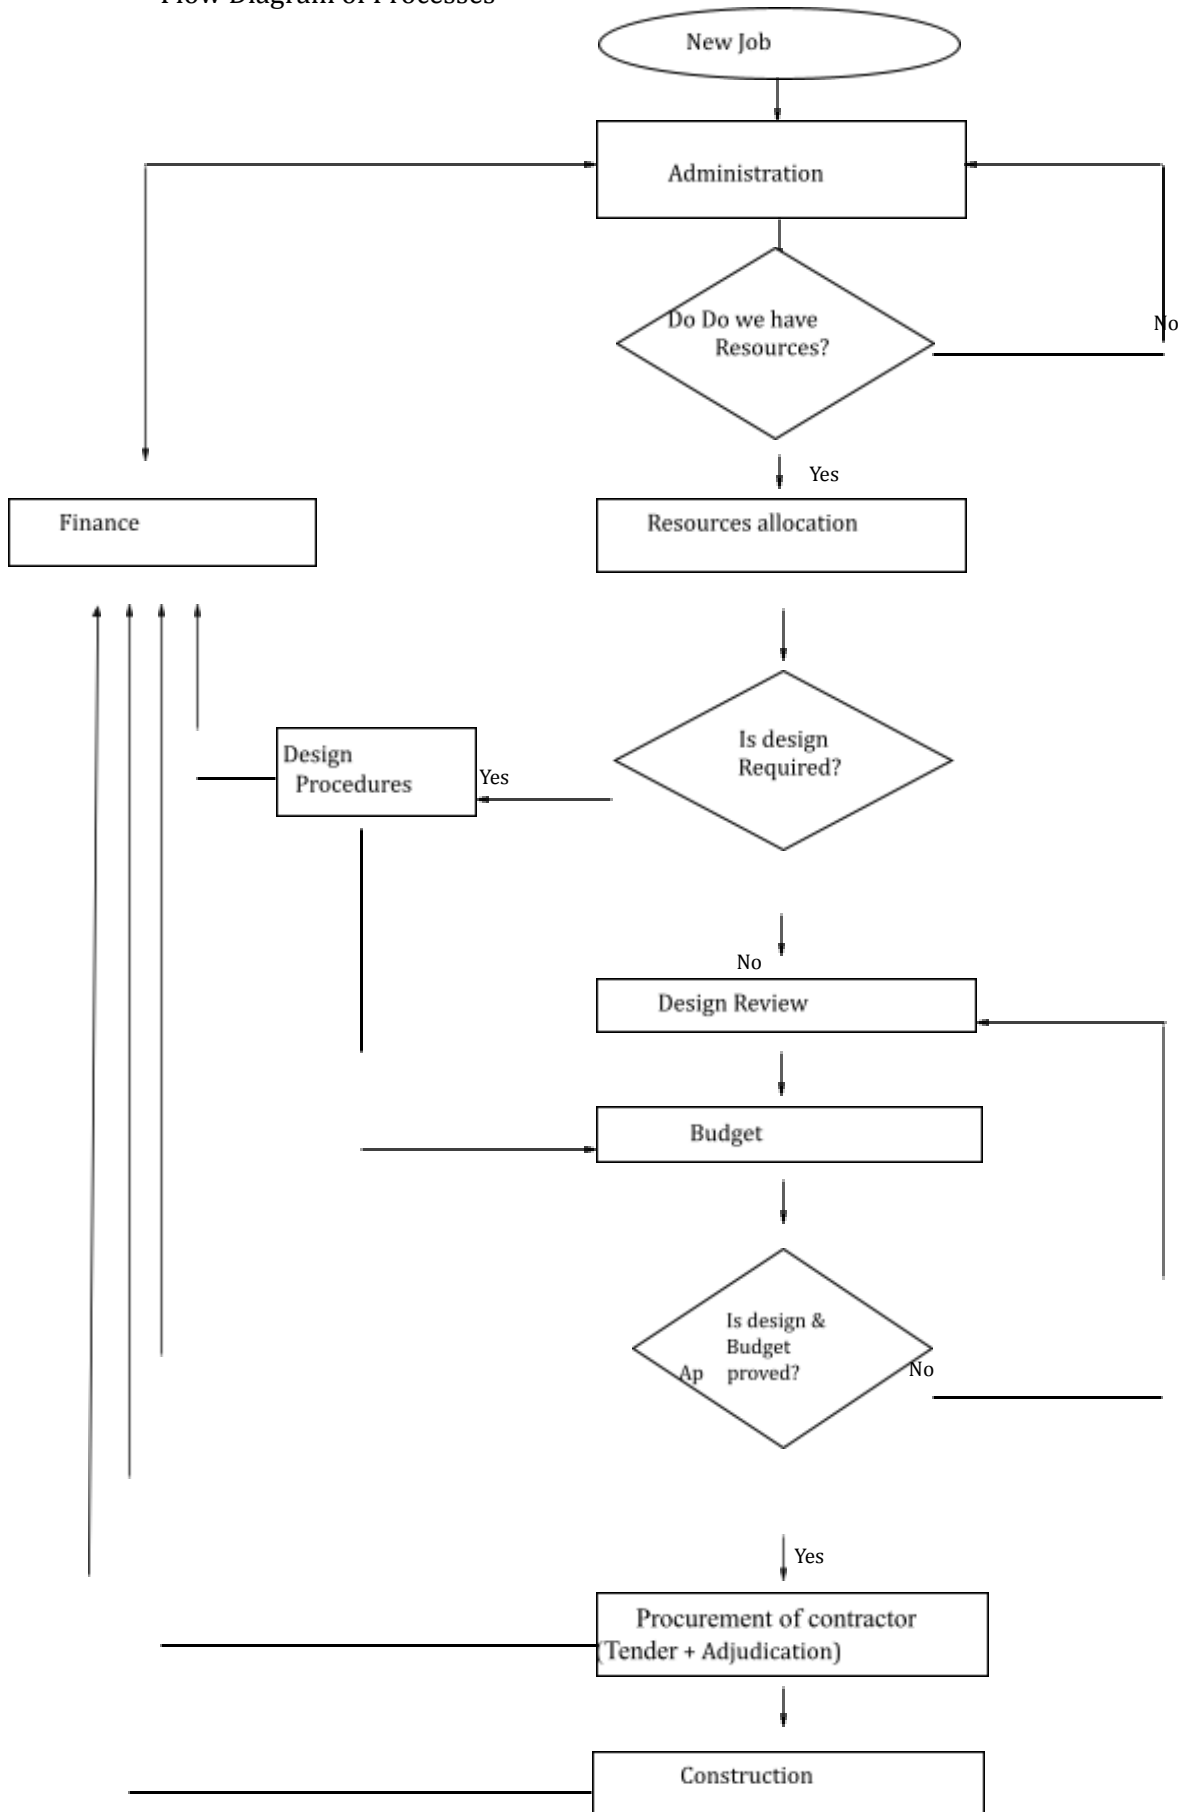 Flow Diagram of Processes
New Job
Administration
Do Do we have
Resources?
No
Yes
Finance
Resources allocation
Is design
Required?
Design
Procedures
Yes
No
Design Review
Budget
Is design &
Budget
Ap proved?
No
Yes
Procurement of contractor
(Tender + Adjudication)
Construction